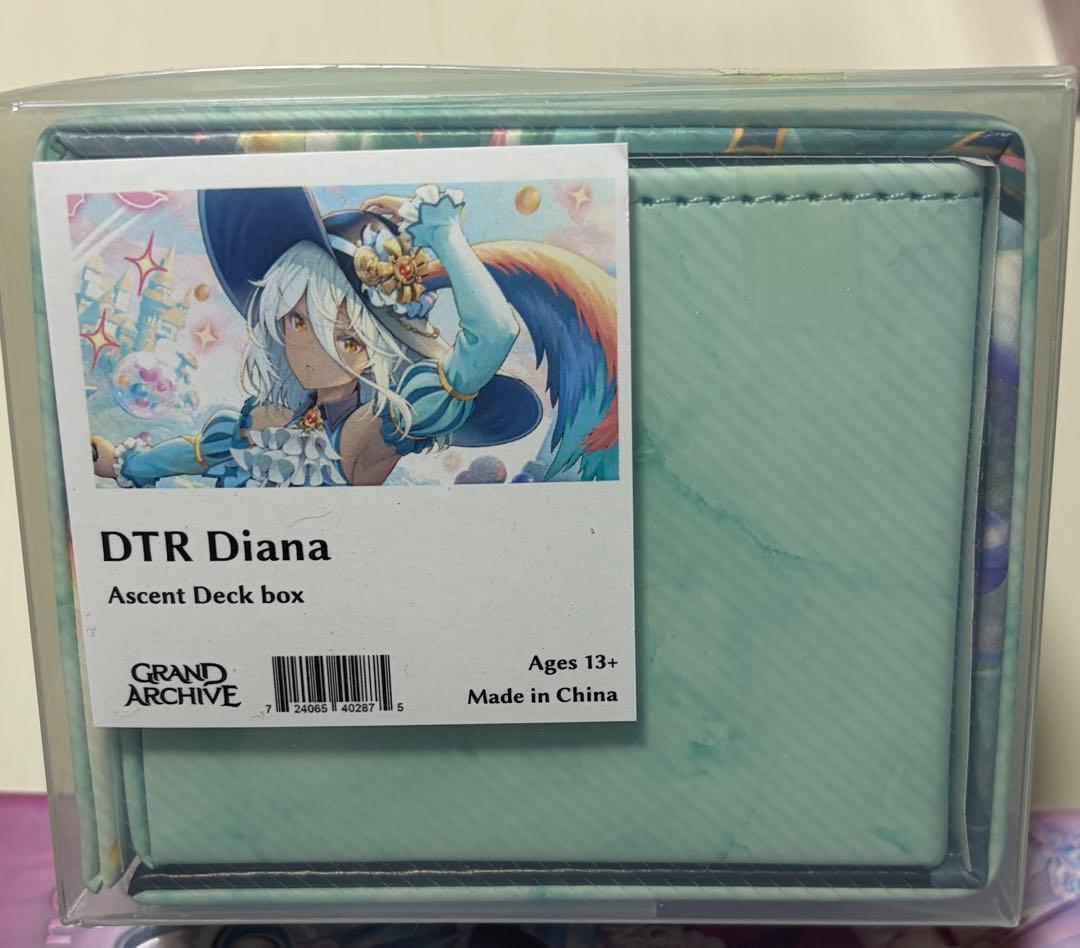 DTR Diana
Ascent Deck box
GRAND
ARCHIVE
7 24065 40287 5
Ages 13+
Made in China